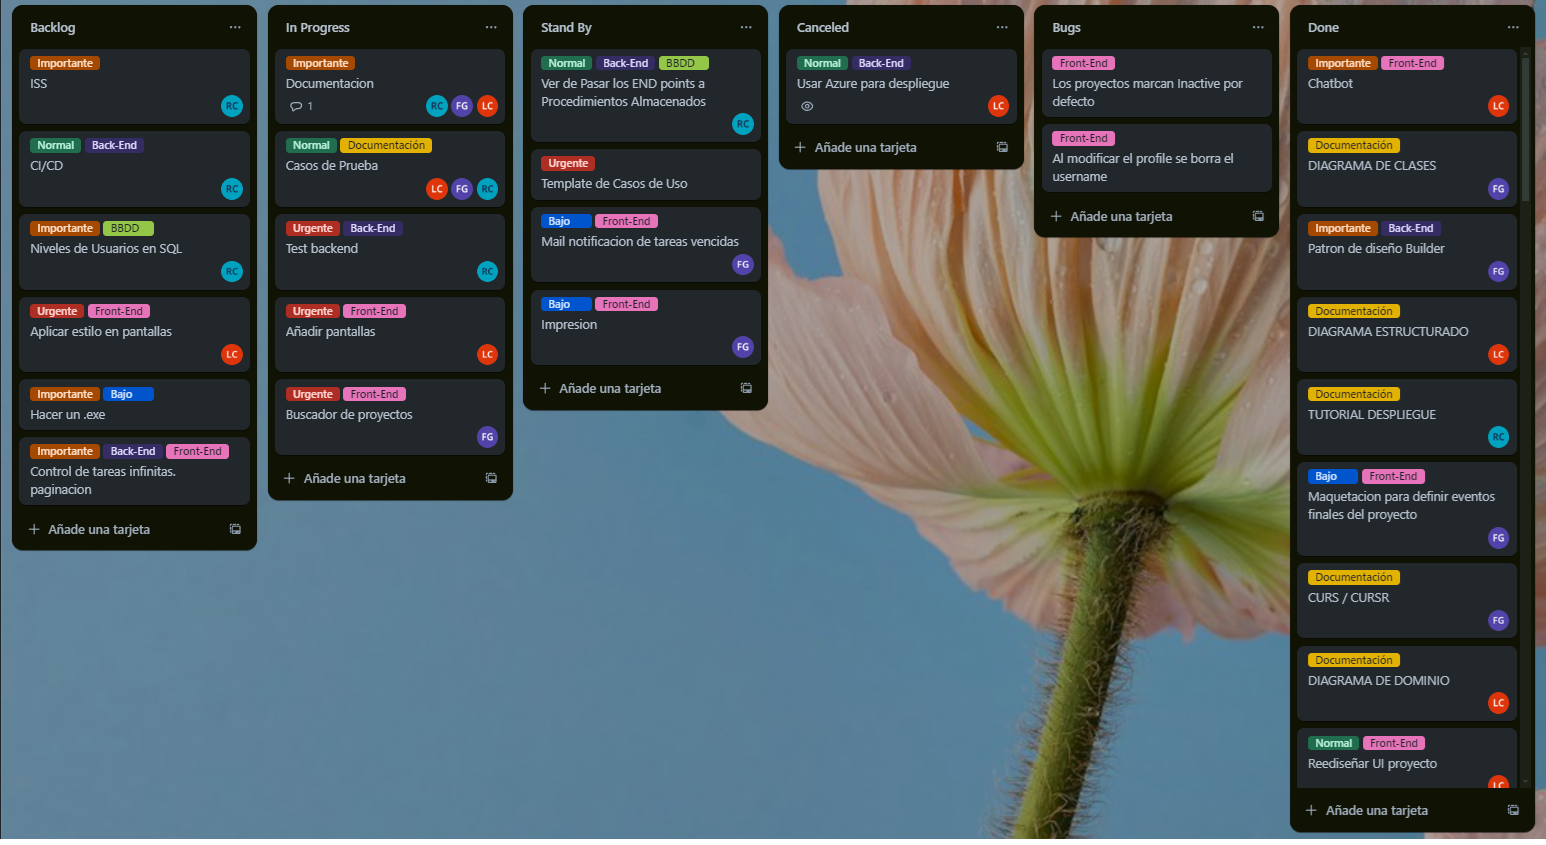 Backlog
Importante
ISS
RC
Normal Back-End
CI/CD
RC
Importante BBDD
Niveles de Usuarios en SQL
RC
Urgente Front-End
Aplicar estilo en pantallas
LC
Importante Bajo
Hacer un .exe
Importante Back-End Front-End
Control de tareas infinitas.
paginacion
+ Añade una tarjeta
In Progress
Importante
Documentacion
1 RC FG LC
Normal Documentación
Casos de Prueba
LC FG RC
Urgente Back-End
Test backend
RC
Urgente Front-End
Añadir pantallas
LC
Urgente Front-End
Buscador de proyectos
FG
+ Añade una tarjeta
Stand By
Normal Back-End BBDD
Ver de Pasar los END points a
Procedimientos Almacenados
RC
Urgente
Template de Casos de Uso
Bajo Front-End
Mail notificacion de tareas vencidas
FG
Bajo Front-End
Impresion
FG
+ Añade una tarjeta
Canceled
Normal Back-End
Usar Azure para despliegue
LC
+ Añade una tarjeta
Bugs
Front-End
Los proyectos marcan Inactive por
defecto
Front-End
Al modificar el profile se borra el
username
+ Añade una tarjeta
Done
Importante Front-End
Chatbot
LC
Documentación
DIAGRAMA DE CLASES
FG
Importante Back-End
Patron de diseño Builder
FG
Documentación
DIAGRAMA ESTRUCTURADO
LC
Documentación
TUTORIAL DESPLIEGUE
RC
Bajo Front-End
Maquetacion para definir eventos
finales del proyecto
FG
Documentación
CURS / CURSR
FG
Documentación
DIAGRAMA DE DOMINIO
LC
Normal Front-End
Reediseñar UI proyecto
LC
+ Añade una tarjeta